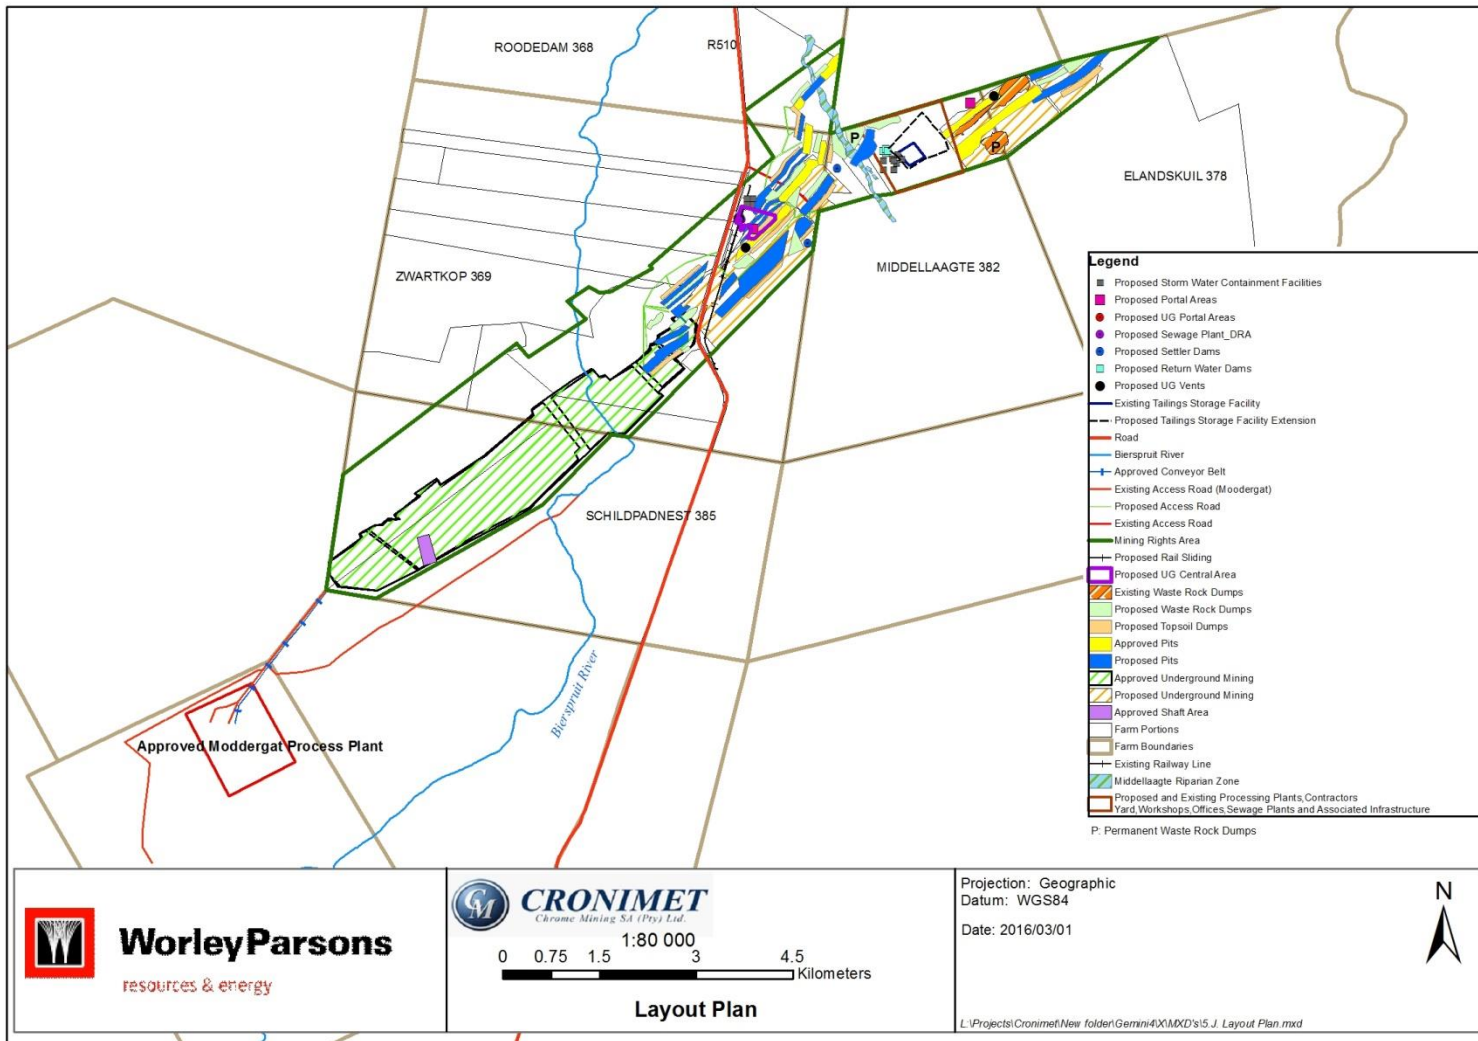 ROODEDAM 368
R510
P
P
ELANDSKUIL 378
ZWARTKOP 369
MIDDELLAAGTE 382
SCHILDPADNEST 385
Bierspruit River
Approved Moddergat Process Plant
Legend
Proposed Storm Water Containment Facilities
Proposed Portal Areas
Proposed UG Portal Areas
Proposed Sewage Plant_DRA
Proposed Settler Dams
Proposed Return Water Dams
Proposed UG Vents
Existing Tailings Storage Facility
Proposed Tailings Storage Facility Extension
Road
Bierspruit River
Approved Conveyor Belt
Existing Access Road (Moodergat)
Proposed Access Road
Existing Access Road
Mining Rights Area
Proposed Rail Sliding
Proposed UG Central Area
Existing Waste Rock Dumps
Proposed Waste Rock Dumps
Proposed Topsoil Dumps
Approved Pits
Proposed Pits
Approved Underground Mining
Proposed Underground Mining
Approved Shaft Area
Farm Portions
Farm Boundaries
Existing Railway Line
Middellaagte Riparian Zone
Proposed and Existing Processing Plants,Contractors
Yard,Workshops,Offices,Sewage Plants and Associated Infrastructure
P: Permanent Waste Rock Dumps
WorleyParsons
resources & energy
CM
CRONIMET
Chrome Mining SA (Pty) Ltd.
1:80 000
0 0.75 1.5 3 4.5
Kilometers
Layout Plan
Projection: Geographic
Datum: WGS84
Date: 2016/03/01
N
L:\Projects\Cronimet\New folder\Gemini4\X\MXD's\5.J. Layout Plan.mxd